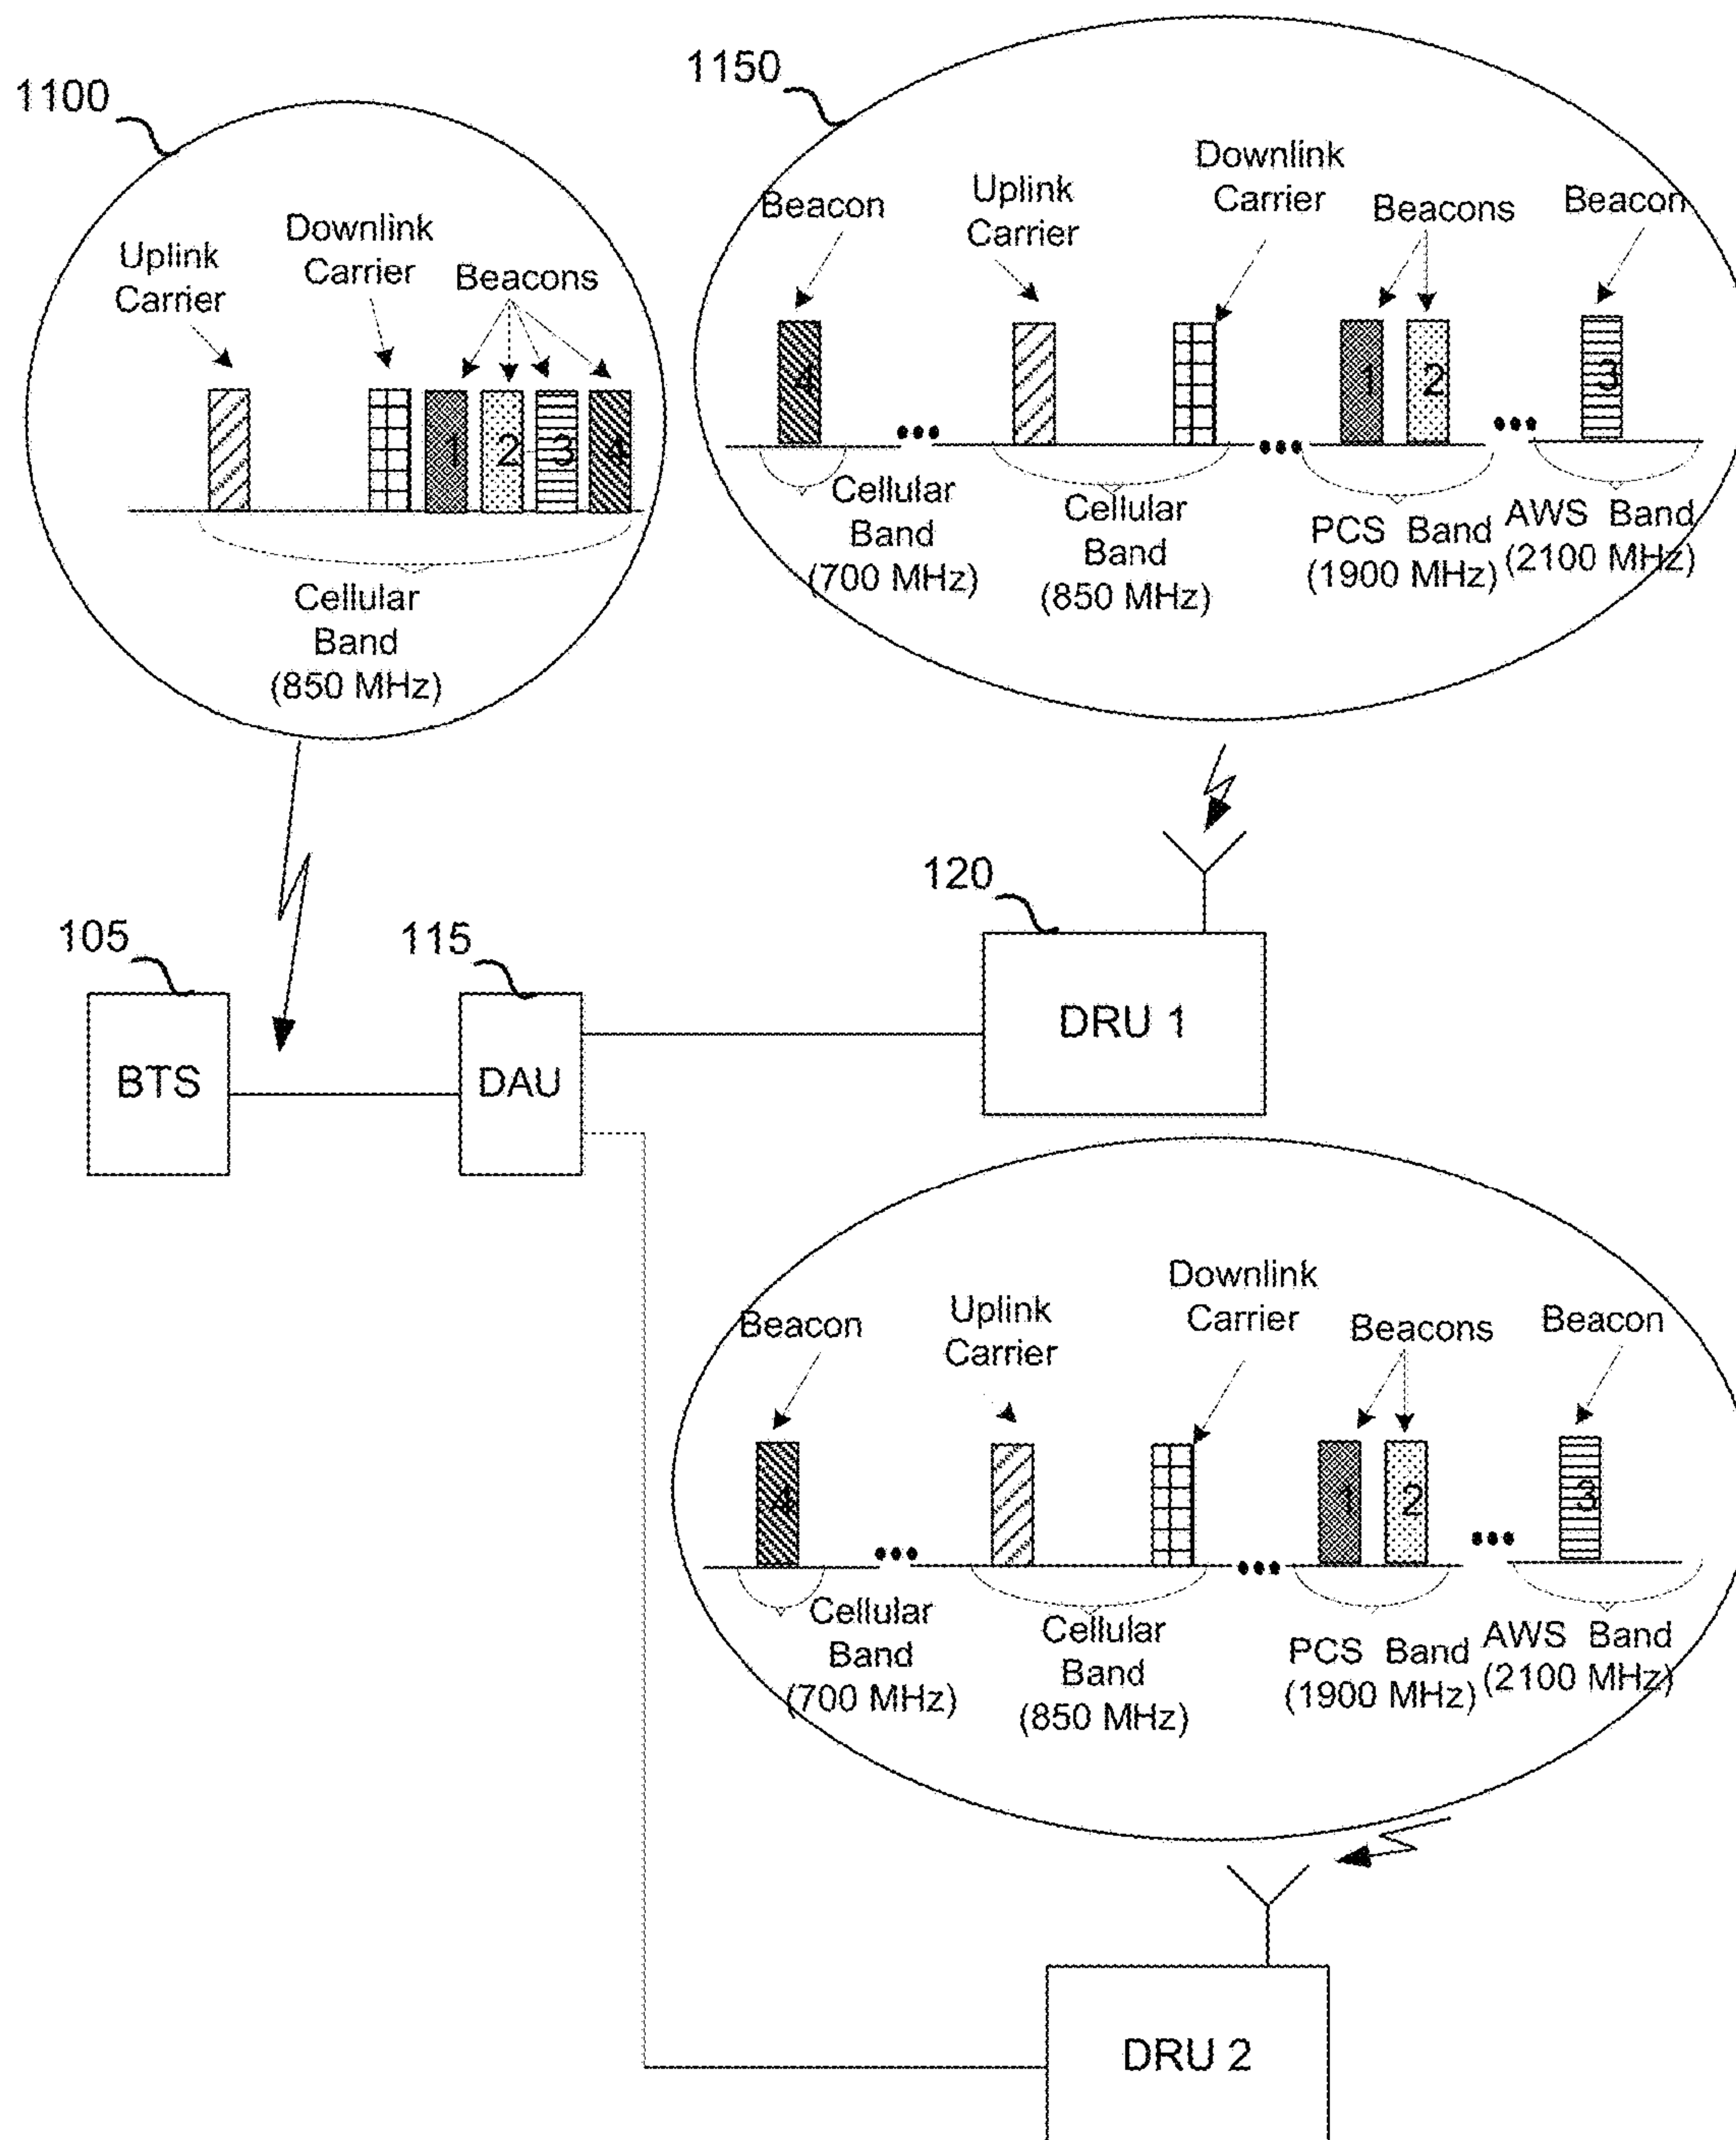 1100
Uplink
Carrier
Downlink
Carrier
Beacons
1
2
3
4
Cellular
Band
(850 MHz)
1150
Beacon
Uplink
Carrier
Downlink
Carrier
Beacons
Beacon
4
1
2
3
Cellular
Band
(700 MHz)
Cellular
Band
(850 MHz)
PCS Band
(1900 MHz)
AWS Band
(2100 MHz)
105
BTS
115
DAU
120
DRU 1
Beacon
Uplink
Carrier
Downlink
Carrier
Beacons
Beacon
4
1
2
3
Cellular
Band
(700 MHz)
Cellular
Band
(850 MHz)
PCS Band
(1900 MHz)
AWS Band
(2100 MHz)
DRU 2